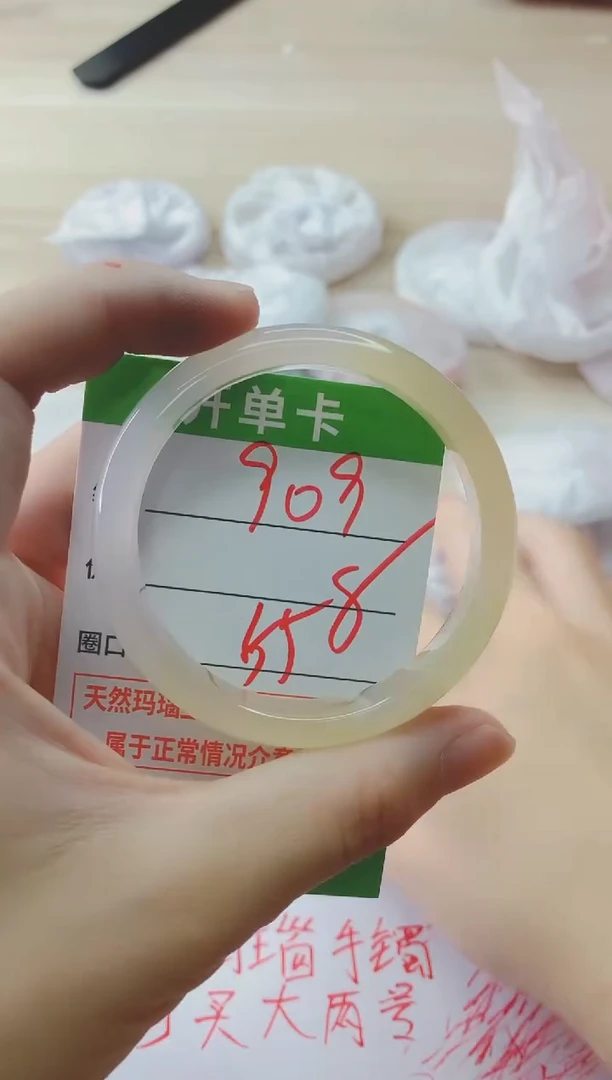 开单卡
909
558
圈口
天然玛瑙
属于正常情况介意
瑙手镯
买大两号